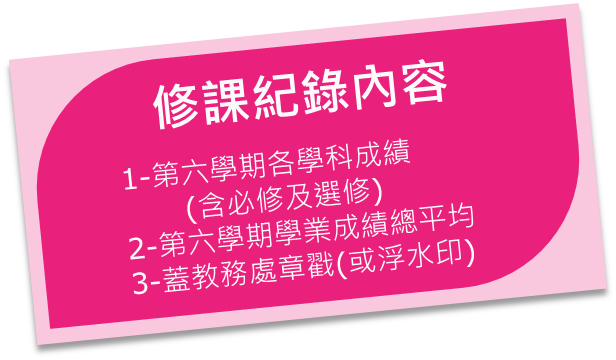 修課紀錄內容
1-第六學期各學科成績
(含必修及選修)
2-第六學期學業成績總平均
3-蓋教務處章戳(或浮水印)